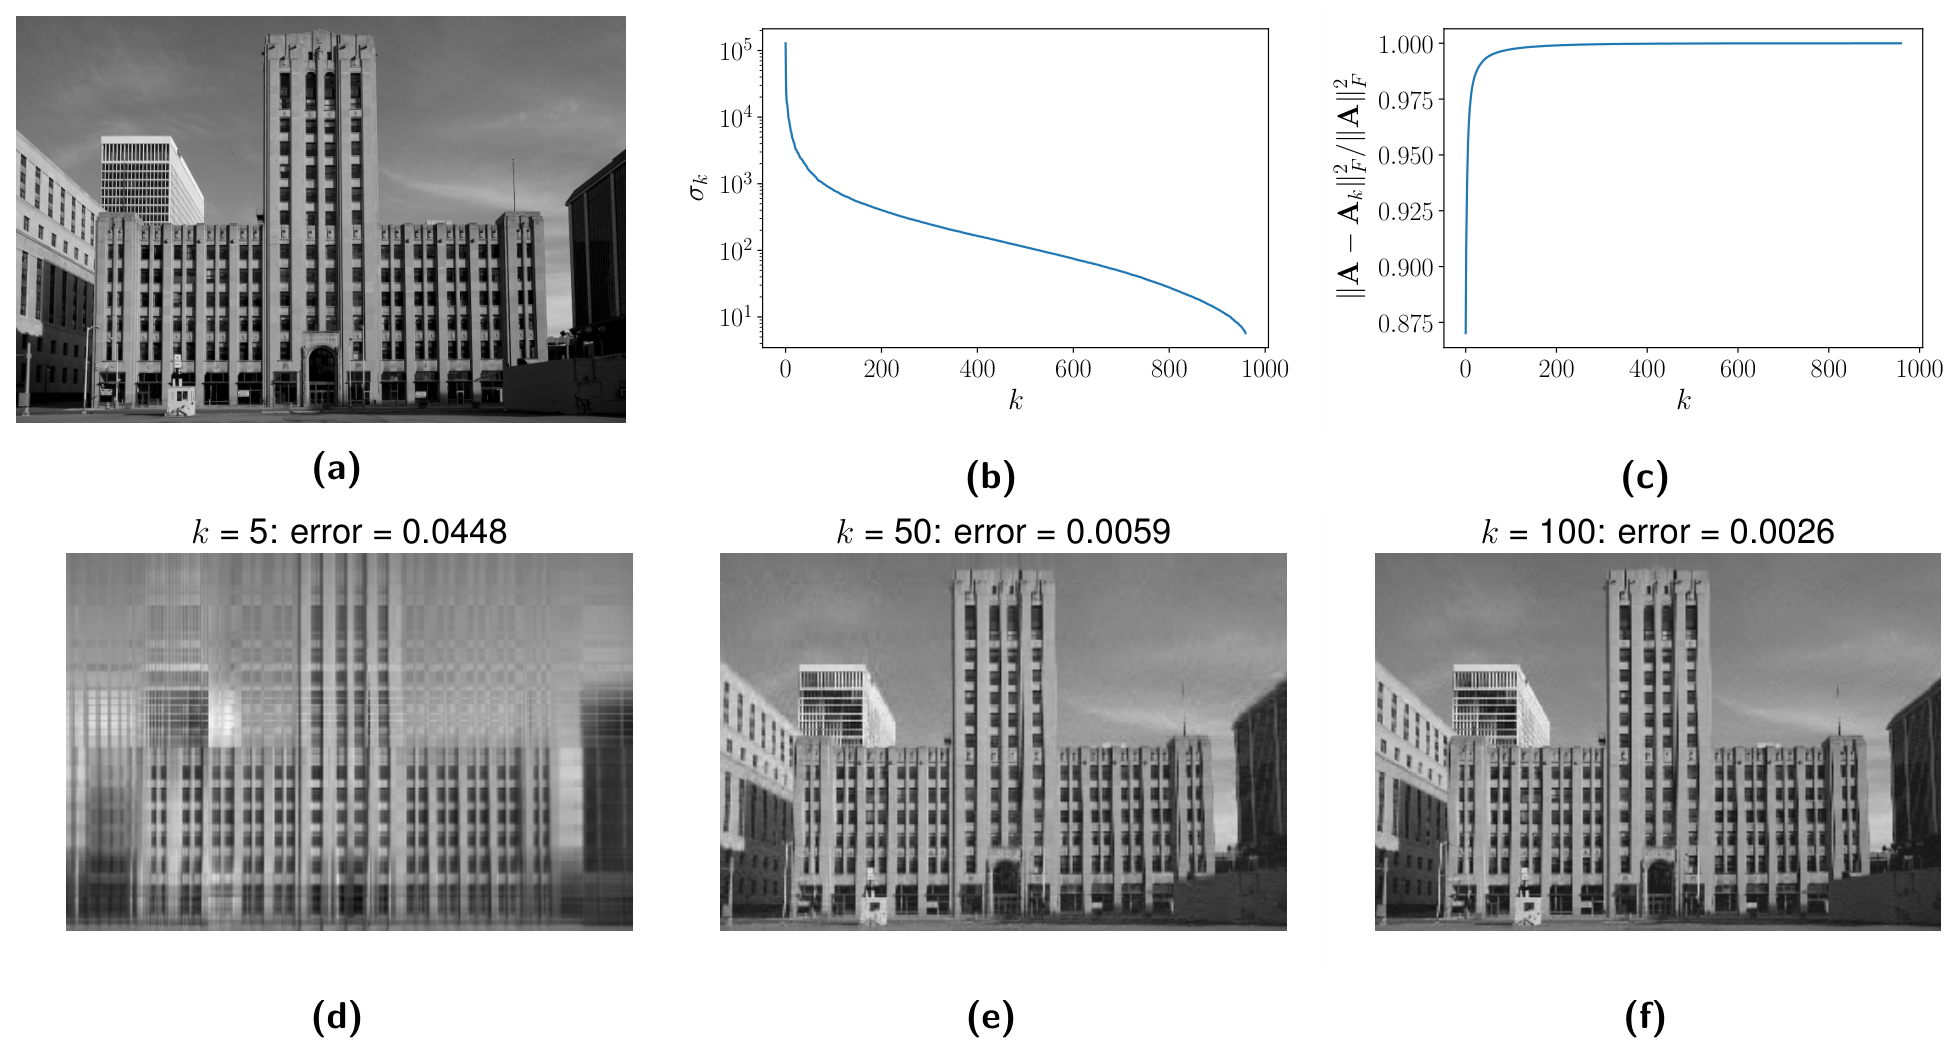 10^5
10^4
10^3
10^2
10^1
σ_k
0 200 400 600 800 1000
k
1.000
0.975
0.950
0.925
0.900
0.875
||A − A_k||_F^2/||A||_F^2
0 200 400 600 800 1000
k
(a)
(b)
(c)
k = 5: error = 0.0448
k = 50: error = 0.0059
k = 100: error = 0.0026
(d)
(e)
(f)